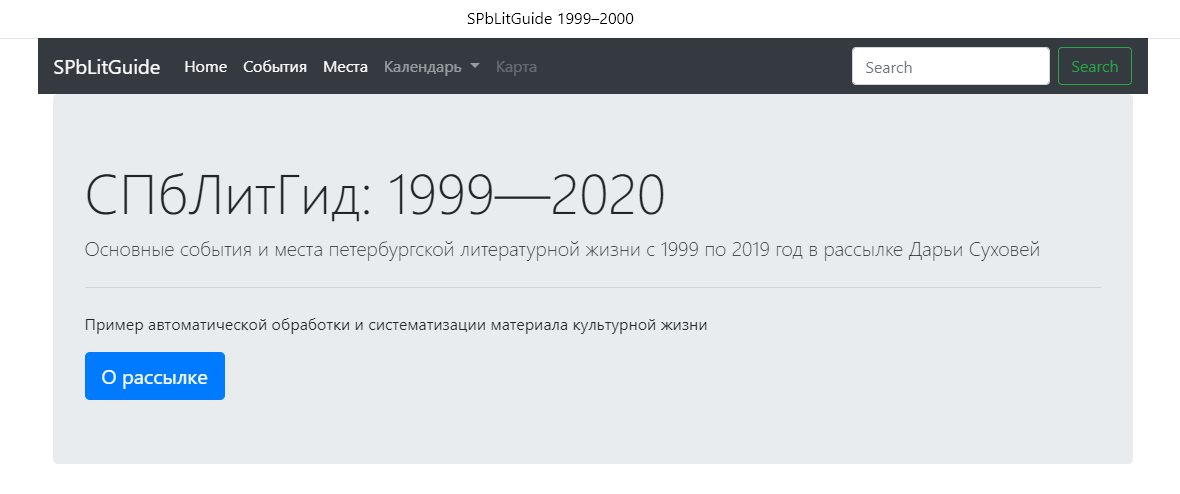 SPbLitGuide 1999–2000
SPbLitGuide Home События Места Календарь Карта Search Search
СПбЛитГид: 1999—2020
Основные события и места петербургской литературной жизни с 1999 по 2019 год в рассылке Дарьи Суховей
Пример автоматической обработки и систематизации материала культурной жизни
О рассылке